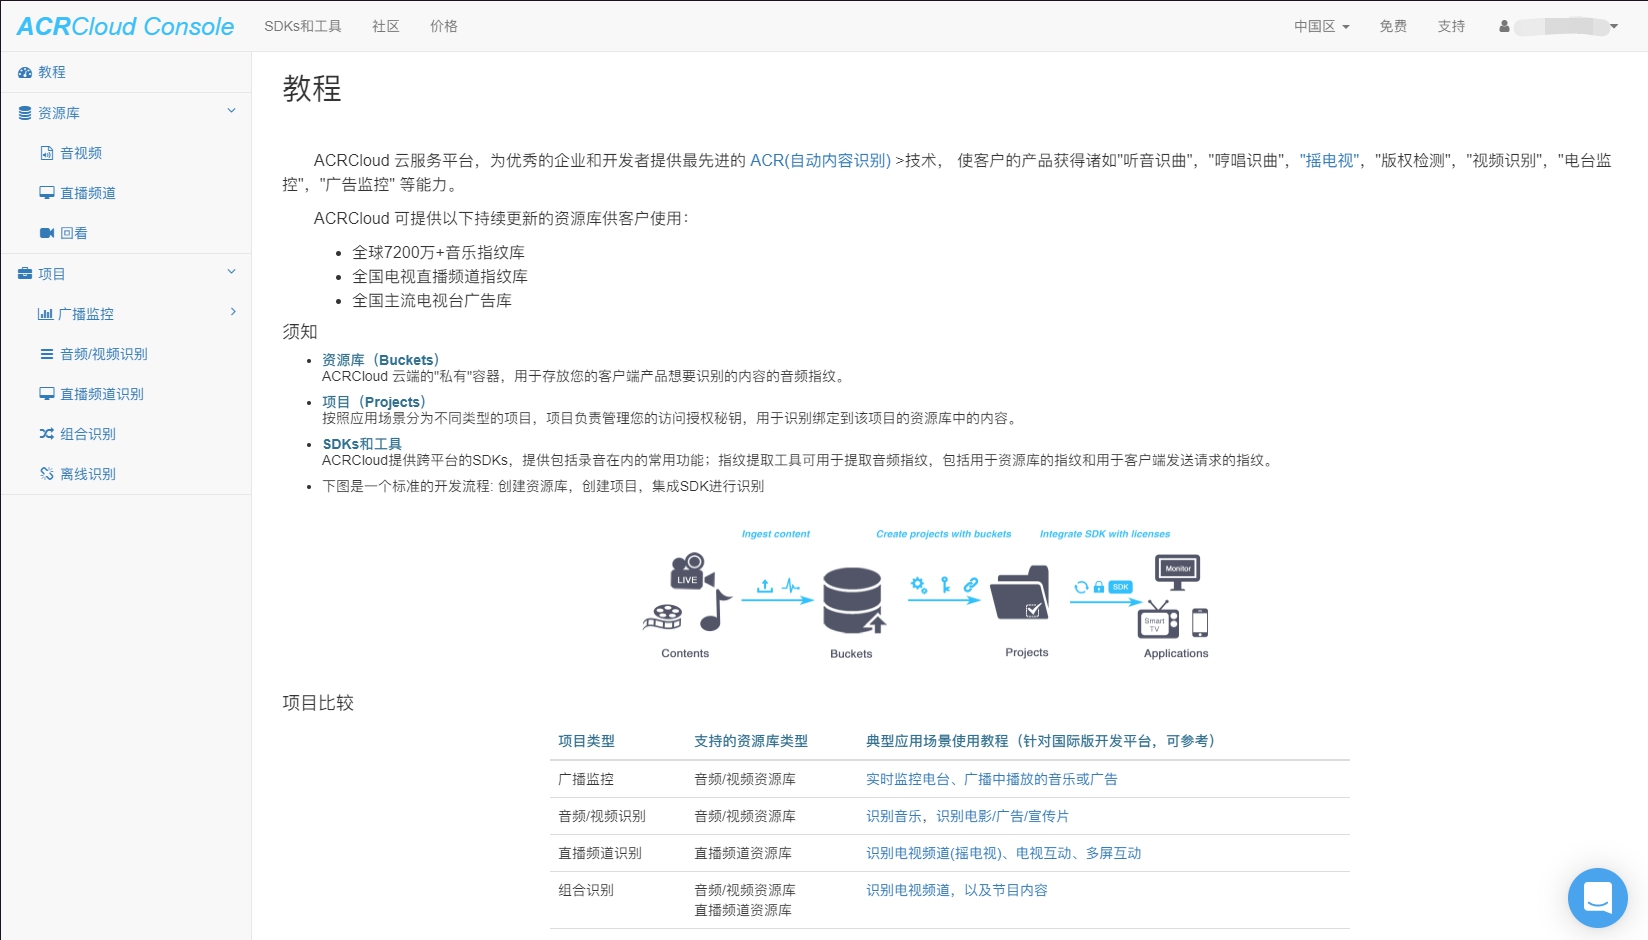 ACRCloud Console
SDKs和工具
社区
价格
中国区
免费
支持
教程
资源库
音视频
直播频道
回看
项目
广播监控
音频/视频识别
直播频道识别
组合识别
离线识别
教程
ACRCloud 云服务平台，为优秀的企业和开发者提供最先进的 ACR(自动内容识别) >技术， 使客户的产品获得诸如"听音识曲"，"哼唱识曲"，"摇电视"，"版权检测"，"视频识别"，"电台监
控"，"广告监控" 等能力。
ACRCloud 可提供以下持续更新的资源库供客户使用：
全球7200万+音乐指纹库
全国电视直播频道指纹库
全国主流电视台广告库
须知
资源库（Buckets）
ACRCloud 云端的"私有"容器，用于存放您的客户端产品想要识别的内容的音频指纹。
项目（Projects）
按照应用场景分为不同类型的项目，项目负责管理您的访问授权秘钥，用于识别绑定到该项目的资源库中的内容。
SDKs和工具
ACRCloud提供跨平台的SDKs，提供包括录音在内的常用功能；指纹提取工具可用于提取音频指纹，包括用于资源库的指纹和用于客户端发送请求的指纹。
下图是一个标准的开发流程: 创建资源库，创建项目，集成SDK进行识别
Ingest content
Create projects with buckets
Integrate SDK with licenses
LIVE
SDK
Monitor
Smart
TV
Contents
Buckets
Projects
Applications
项目比较
项目类型 支持的资源库类型 典型应用场景使用教程（针对国际版开发平台，可参考）
广播监控 音频/视频资源库 实时监控电台、广播中播放的音乐或广告
音频/视频识别 音频/视频资源库 识别音乐，识别电影/广告/宣传片
直播频道识别 直播频道资源库 识别电视频道(摇电视)、电视互动、多屏互动
组合识别 音频/视频资源库 识别电视频道，以及节目内容
直播频道资源库